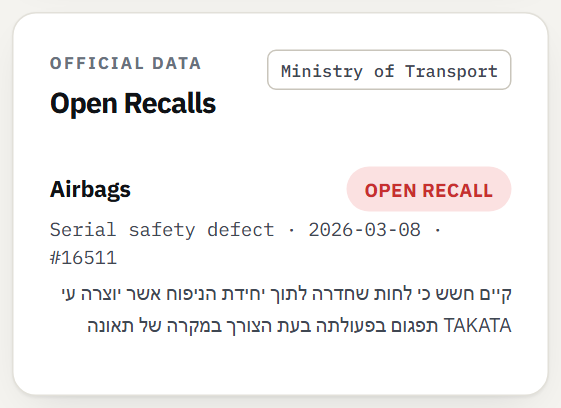 OFFICIAL DATA
Ministry of Transport
Open Recalls
Airbags
OPEN RECALL
Serial safety defect · 2026-03-08 ·
#16511
קיים חשש כי לחות שחדרה לתוך יחידת הניפוח אשר יוצרה עי
TAKATA תפגום בפעולתה בעת הצורך במקרה של תאונה